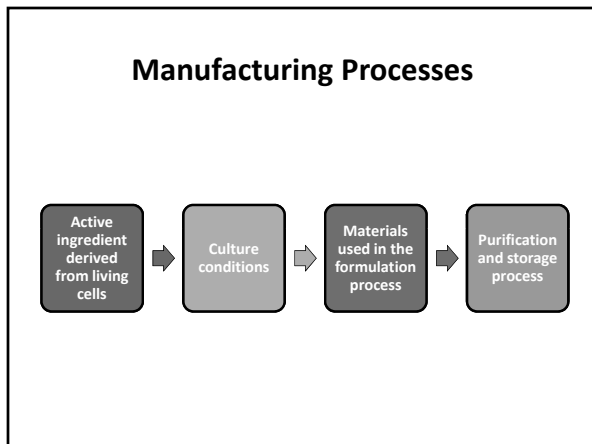 Manufacturing Processes
Active
ingredient
derived
from living
cells
Culture
conditions
Materials
used in the
formulation
process
Purification
and storage
process